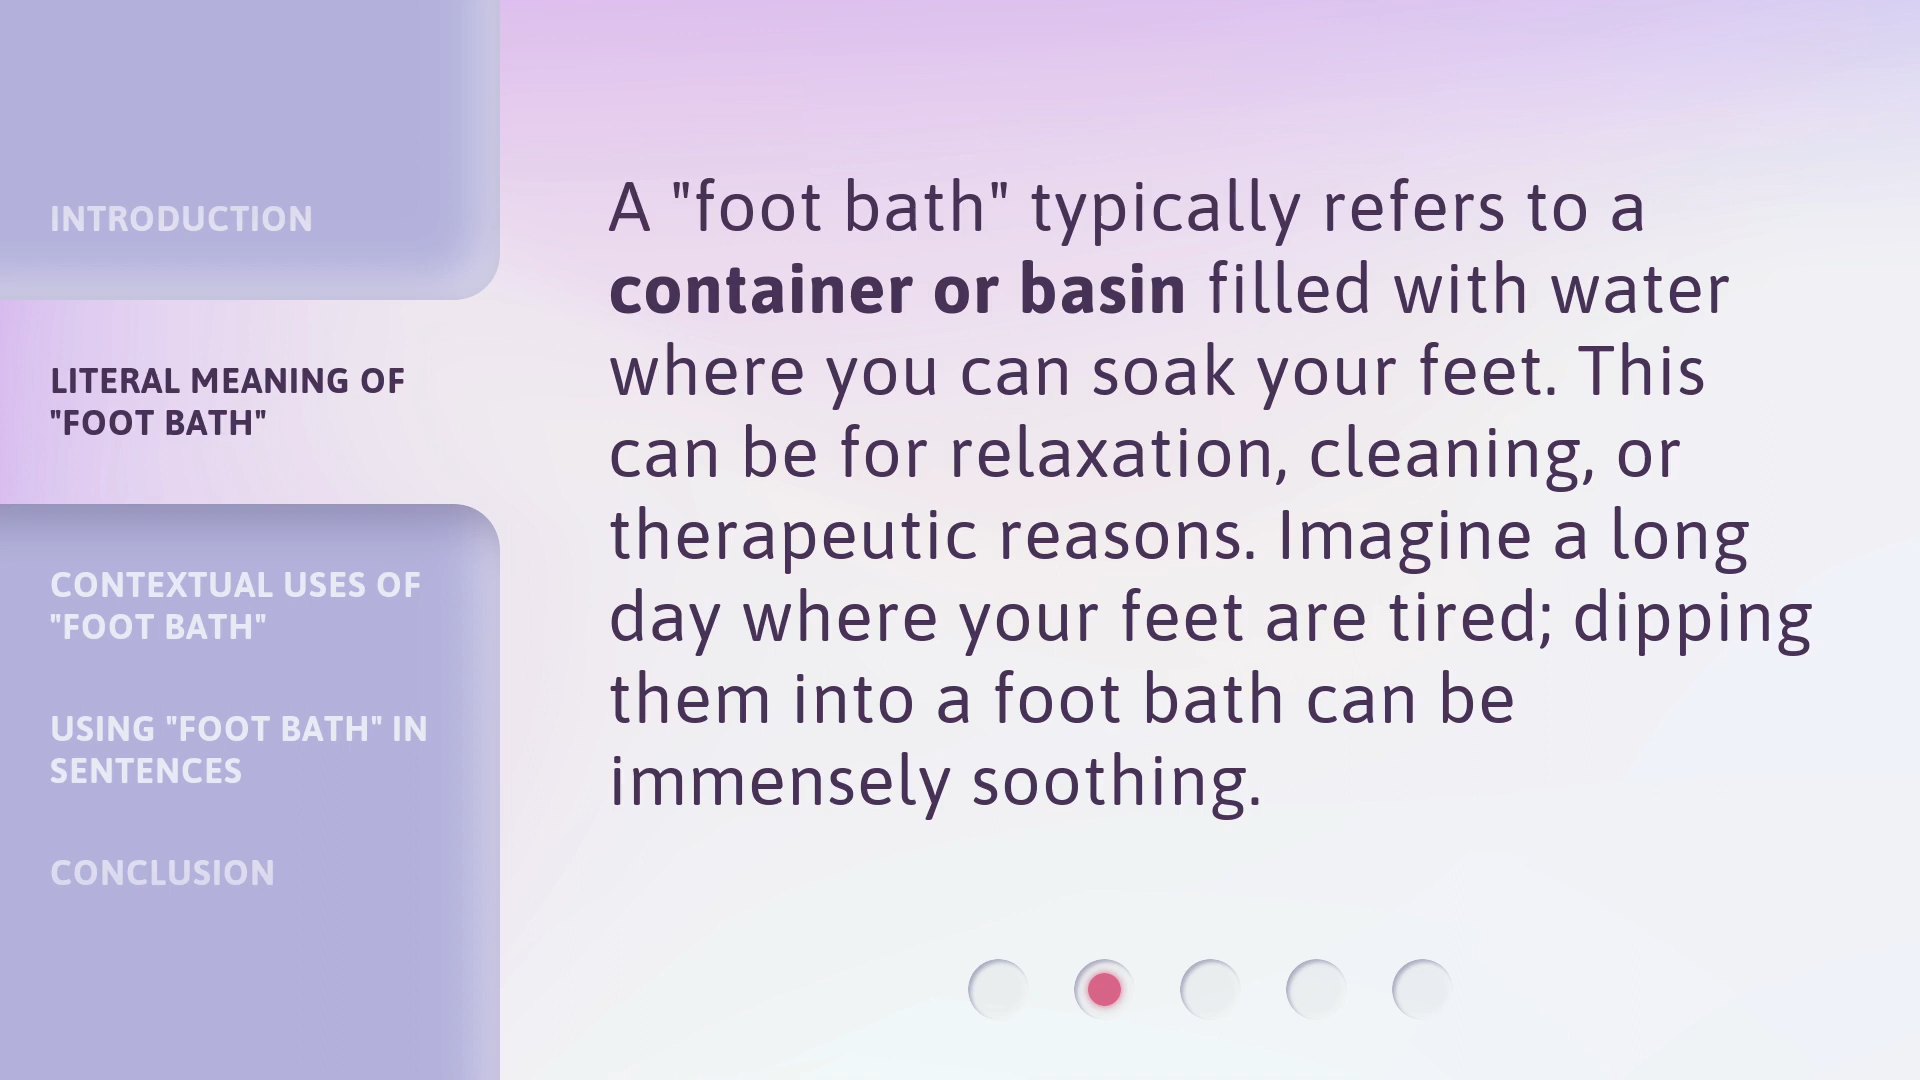 INTRODUCTION
LITERAL MEANING OF
"FOOT BATH"
CONTEXTUAL USES OF
"FOOT BATH"
USING "FOOT BATH" IN
SENTENCES
CONCLUSION
A "foot bath" typically refers to a
container or basin filled with water
where you can soak your feet. This
can be for relaxation, cleaning, or
therapeutic reasons. Imagine a long
day where your feet are tired; dipping
them into a foot bath can be
immensely soothing.